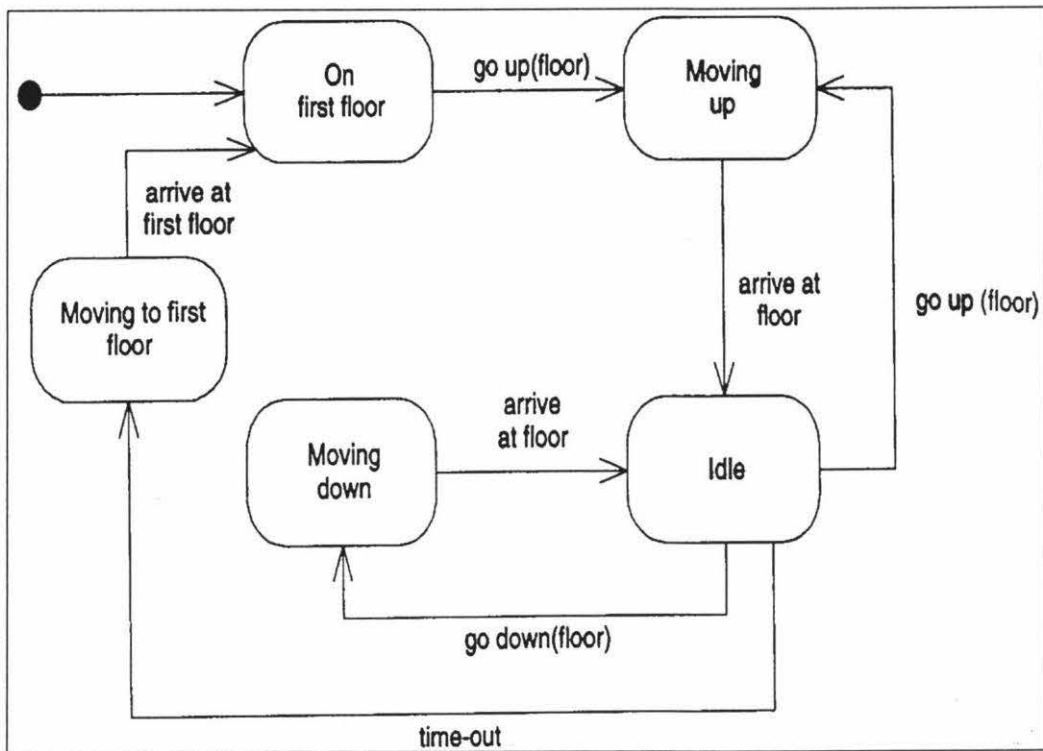 On
first floor
go up(floor)
Moving
up
arrive at
first floor
Moving to first
floor
arrive at
floor
go up (floor)
arrive
at floor
Moving
down
Idle
go down(floor)
time-out